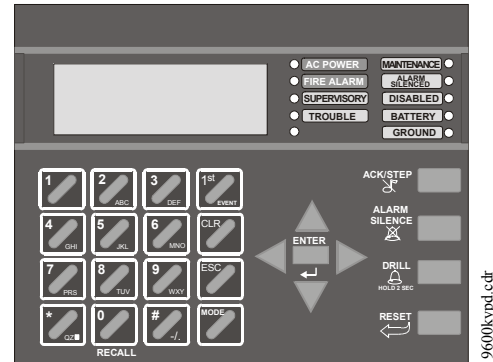 AC POWER
FIRE ALARM
SUPERVISORY
TROUBLE
MAINTENANCE
ALARM
SILENCED
DISABLED
BATTERY
GROUND
1
2 ABC
3 DEF
1st EVENT
4 GHI
5 JKL
6 MNO
CLR
7 PRS
8 TUV
9 WXY
ESC
* QZ
0
# -/.
MODE
RECALL
ENTER
ACK/STEP
ALARM
SILENCE
DRILL
HOLD 2 SEC
RESET
9600kvnd.cdr